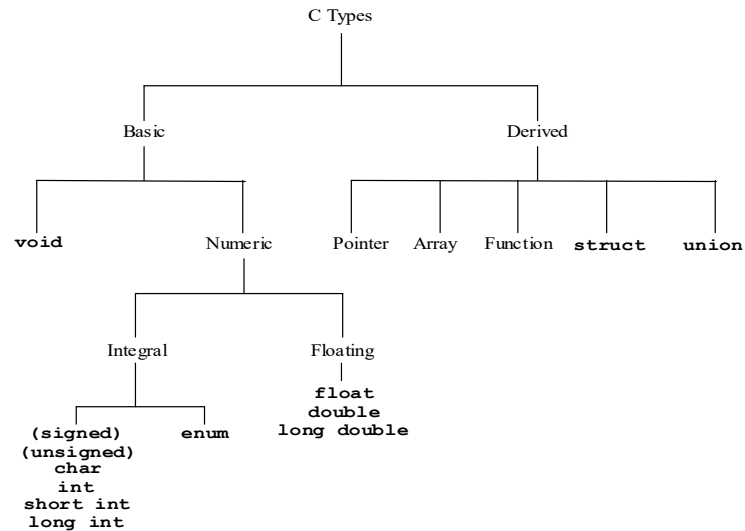 C Types
Basic
Derived
void
Numeric
Pointer
Array
Function
struct
union
Integral
Floating
float
double
long double
(signed)
(unsigned)
char
int
short int
long int
enum